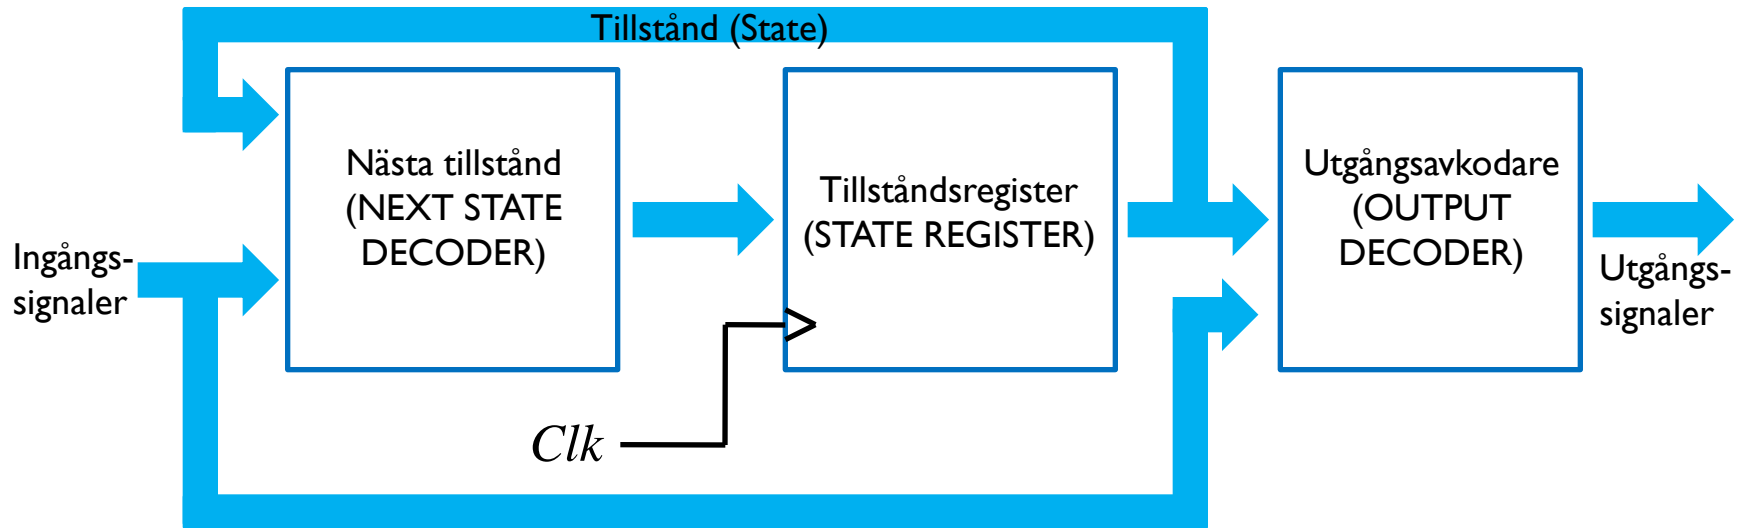 Tillstånd (State)
Nästa tillstånd
(NEXT STATE
DECODER)
Tillståndsregister
(STATE REGISTER)
Utgångsavkodare
(OUTPUT
DECODER)
Ingångs-
signaler
Utgångs-
signaler
Clk